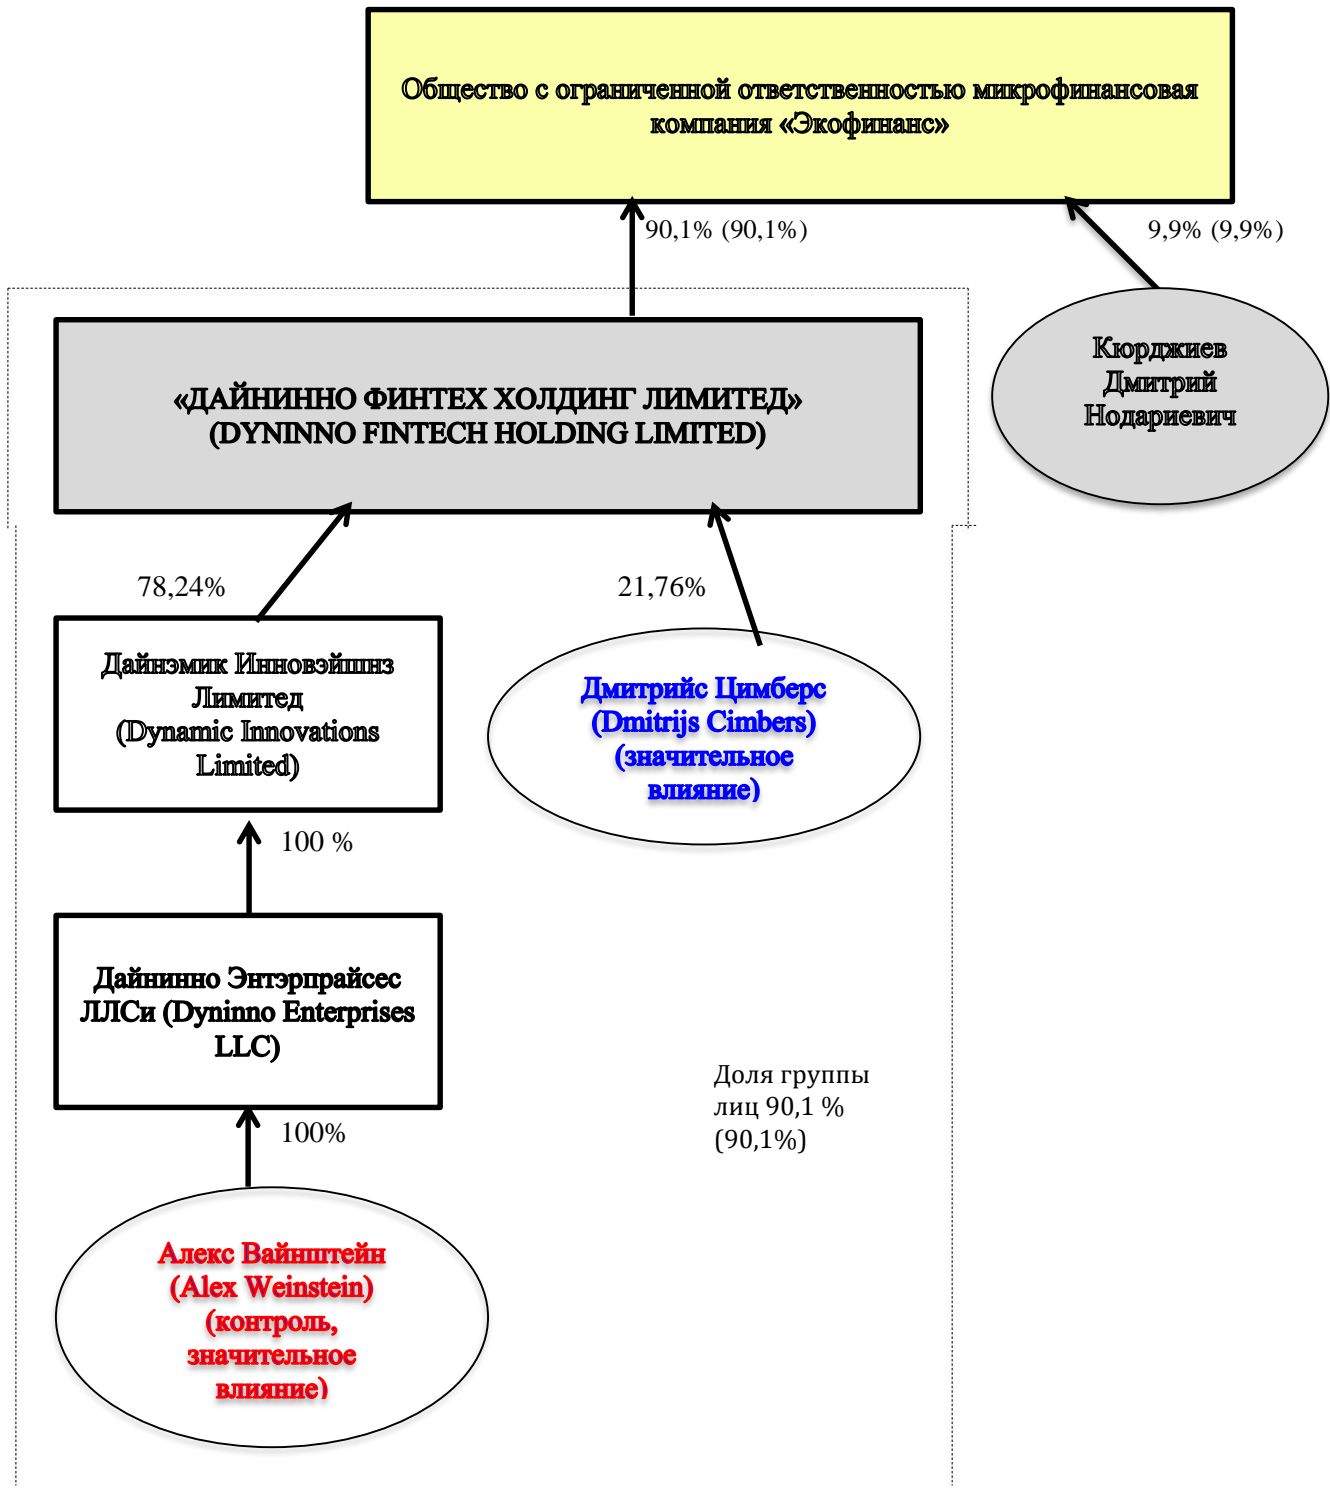 Общество с ограниченной ответственностью микрофинансовая
компания «Экофинанс»
90,1% (90,1%)
9,9% (9,9%)
«ДАЙНИННО ФИНТЕХ ХОЛДИНГ ЛИМИТЕД»
(DYNINNO FINTECH HOLDING LIMITED)
Кюрджиев
Дмитрий
Нодариевич
78,24%
21,76%
Дайнэмик Инновэйшнз
Лимитед
(Dynamic Innovations
Limited)
Дмитрийс Цимберс
(Dmitrijs Cimbers)
(значительное
влияние)
100 %
Дайнинно Энтэрпрайсес
ЛЛСи (Dyninno Enterprises
LLC)
Доля группы
лиц 90,1 %
(90,1%)
100%
Алекс Вайнштейн
(Alex Weinstein)
(контроль,
значительное
влияние)